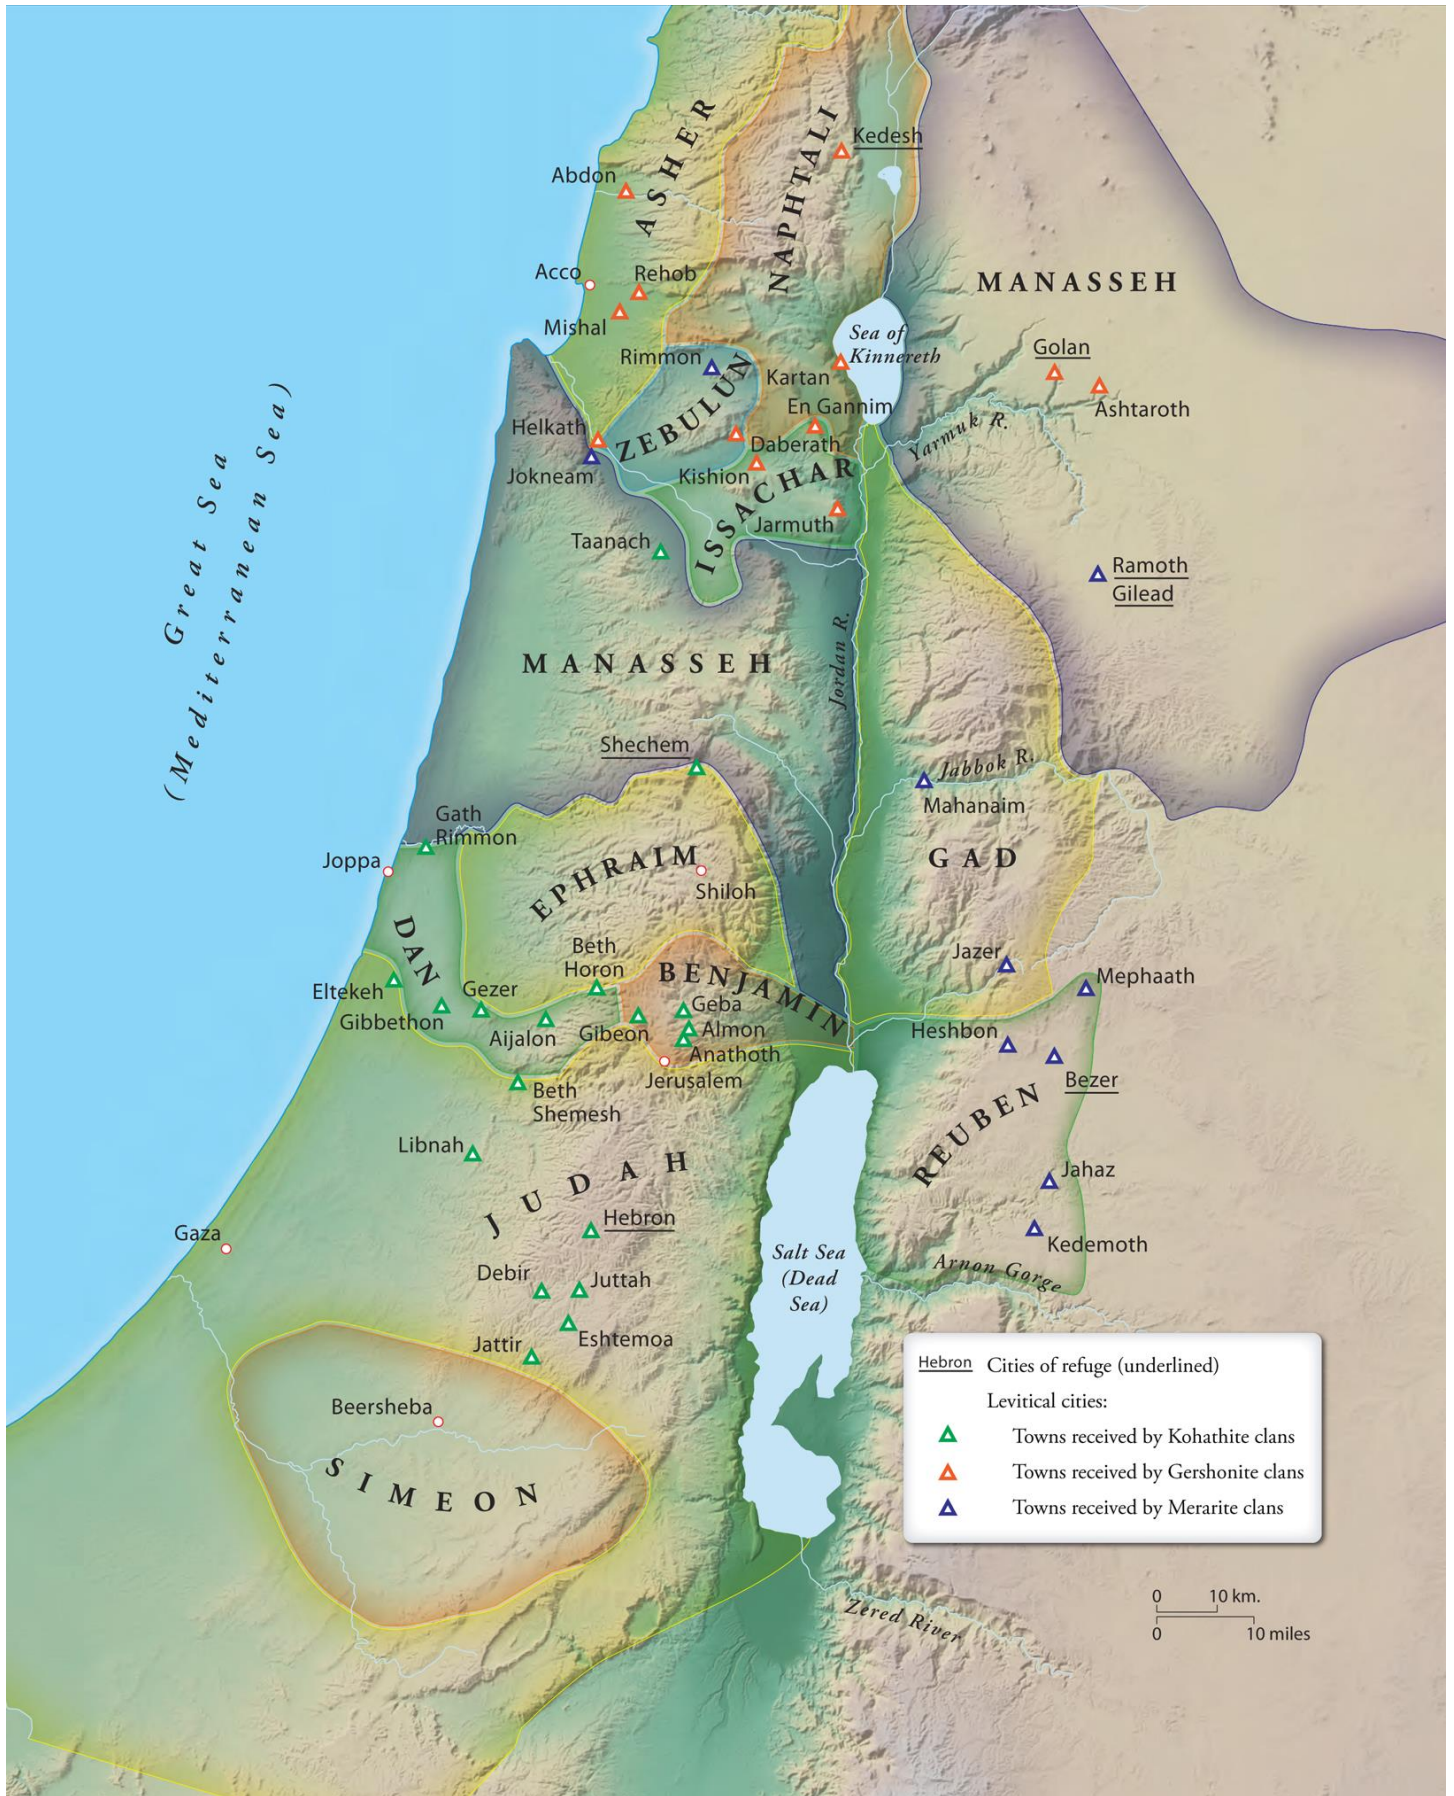 ASHER
NAPHTALI
Kedesh
Abdon
Acco
Rehob
Mishal
MANASSEH
Sea of
Kinnereth
Rimmon
Kartan
Golan
Ashtaroth
En Gannim
Yarmuk R.
Helkath
ZEBULUN
Daberath
Jokneam
Kishion
ISSACHAR
Jarmuth
Taanach
Ramoth
Gilead
Great Sea
(Mediterranean Sea)
MANASSEH
Jordan R.
Shechem
Jabbok R.
Mahanaim
Gath
Rimmon
Joppa
EPHRAIM
Shiloh
GAD
DAN
Beth
Horon
BENJAMIN
Jazer
Mephaath
Eltekeh
Gezer
Gibbethon
Aijalon
Gibeon
Geba
Almon
Anathoth
Jerusalem
Heshbon
Bezer
Beth
Shemesh
REUBEN
Libnah
JUDAH
Jahaz
Hebron
Gaza
Kedemoth
Salt Sea
(Dead
Sea)
Arnon Gorge
Debir
Juttah
Eshtemoa
Jattir
Beersheba
SIMEON
Hebron Cities of refuge (underlined)
Levitical cities:
Towns received by Kohathite clans
Towns received by Gershonite clans
Towns received by Merarite clans
Zered River
0 10 km.
0 10 miles